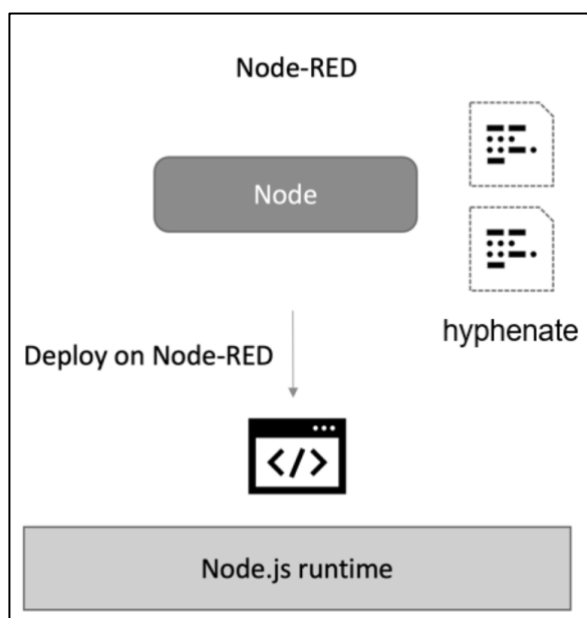 Node-RED
Node
hyphenate
Deploy on Node-RED
</>
Node.js runtime